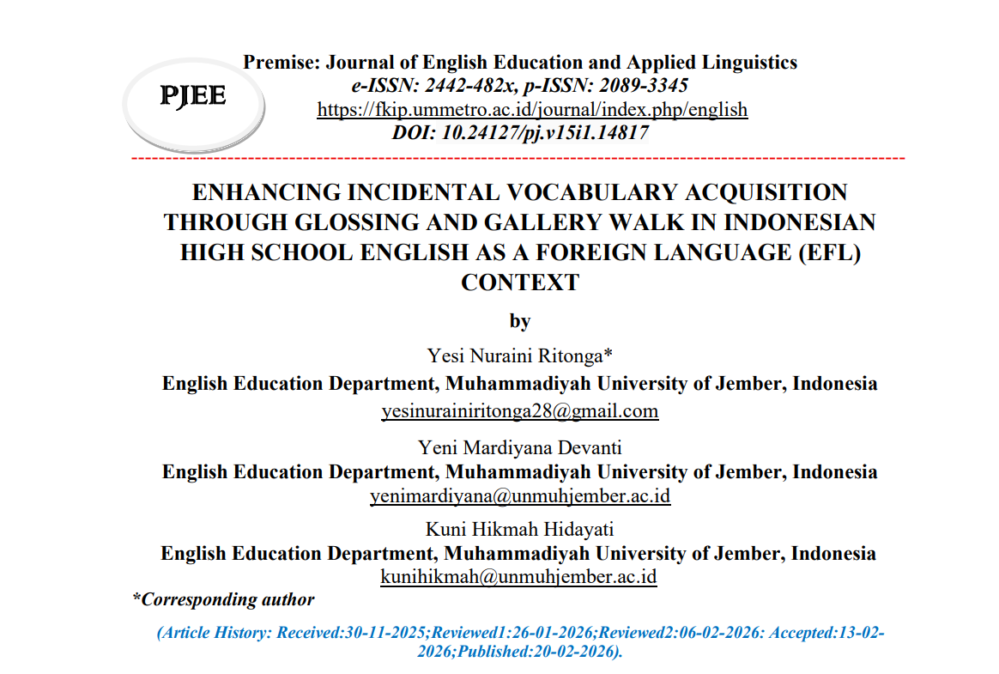 PJEE
Premise: Journal of English Education and Applied Linguistics
e-ISSN: 2442-482x, p-ISSN: 2089-3345
https://fkip.ummetro.ac.id/journal/index.php/english
DOI: 10.24127/pj.v15i1.14817
ENHANCING INCIDENTAL VOCABULARY ACQUISITION
THROUGH GLOSSING AND GALLERY WALK IN INDONESIAN
HIGH SCHOOL ENGLISH AS A FOREIGN LANGUAGE (EFL)
CONTEXT
by
Yesi Nuraini Ritonga*
English Education Department, Muhammadiyah University of Jember, Indonesia
yesinurainiritonga28@gmail.com
Yeni Mardiyana Devanti
English Education Department, Muhammadiyah University of Jember, Indonesia
yenimardiyana@unmuhjember.ac.id
Kuni Hikmah Hidayati
English Education Department, Muhammadiyah University of Jember, Indonesia
kunihikmah@unmuhjember.ac.id
*Corresponding author
(Article History: Received:30-11-2025;Reviewed1:26-01-2026;Reviewed2:06-02-2026: Accepted:13-02-
2026;Published:20-02-2026).